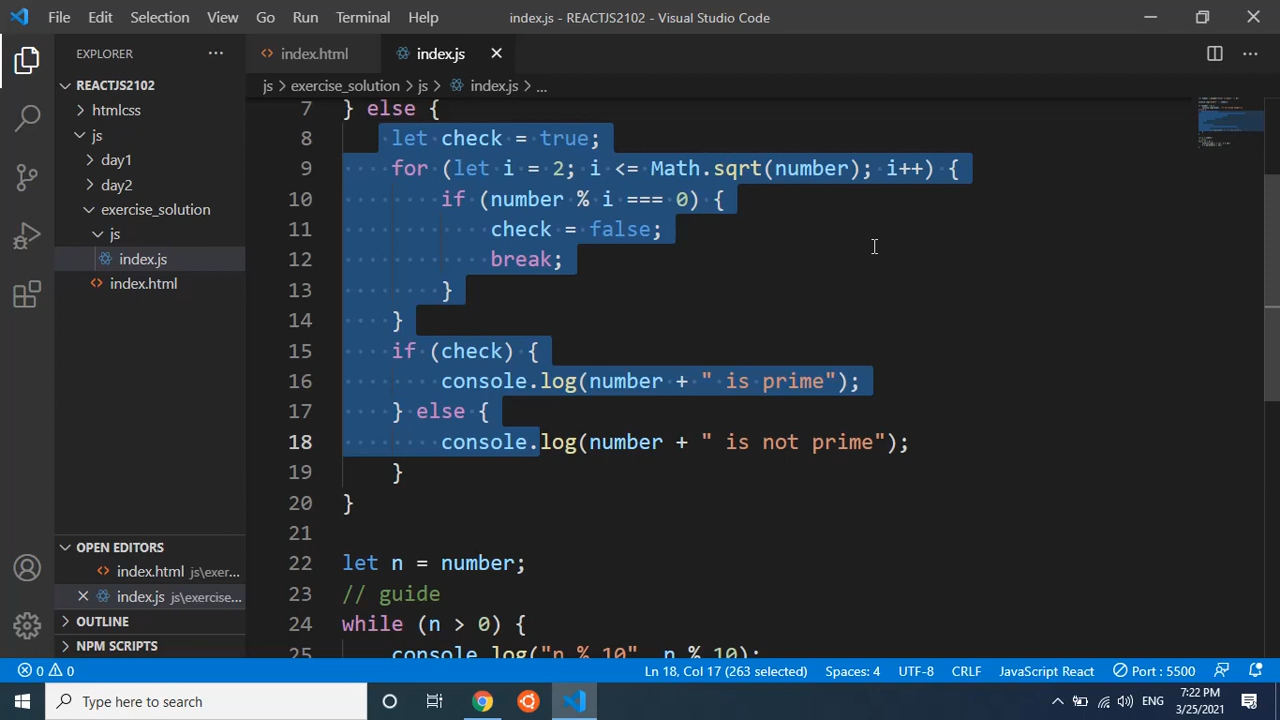 File Edit Selection View Go Run Terminal Help index.js - REACTJS2102 - Visual Studio Code
EXPLORER ···
REACTJS2102
htmlcss
js
day1
day2
exercise_solution
js
index.js
index.html
OPEN EDITORS
index.html js\exer...
index.js js\exercise...
OUTLINE
NPM SCRIPTS
index.html index.js
js > exercise_solution > js > index.js > ...
7 } else {
8 let check = true;
9 for (let i = 2; i <= Math.sqrt(number); i++) {
10 if (number % i === 0) {
11 check = false;
12 break;
13 }
14 }
15 if (check) {
16 console.log(number + " is prime");
17 } else {
18 console.log(number + " is not prime");
19 }
20 }
21
22 let n = number;
23 // guide
24 while (n > 0) {
25 console.log("n % 10", n % 10);
0 0 Ln 18, Col 17 (263 selected) Spaces: 4 UTF-8 CRLF JavaScript React Port : 5500
Type here to search ENG 7:22 PM
3/25/2021